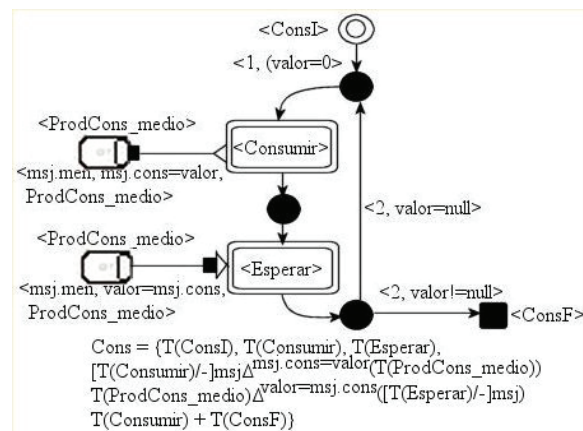 <ConsI>
<1, (valor=0>
<ProdCons_medio>
<Consumir>
<msj.men, msj.cons=valor,
ProdCons_medio>
<2, valor=null>
<ProdCons_medio>
<Esperar>
<2, valor!=null>
<msj.men, valor=msj.cons,
ProdCons_medio>
<ConsF>
Cons = {T(ConsI), T(Consumir), T(Esperar),
[T(Consumir)/-]msjΔmsj.cons=valor(T(ProdCons_medio))
T(ProdCons_medio)Δvalor=msj.cons([T(Esperar)/-]msj)
T(Consumir) + T(ConsF)}